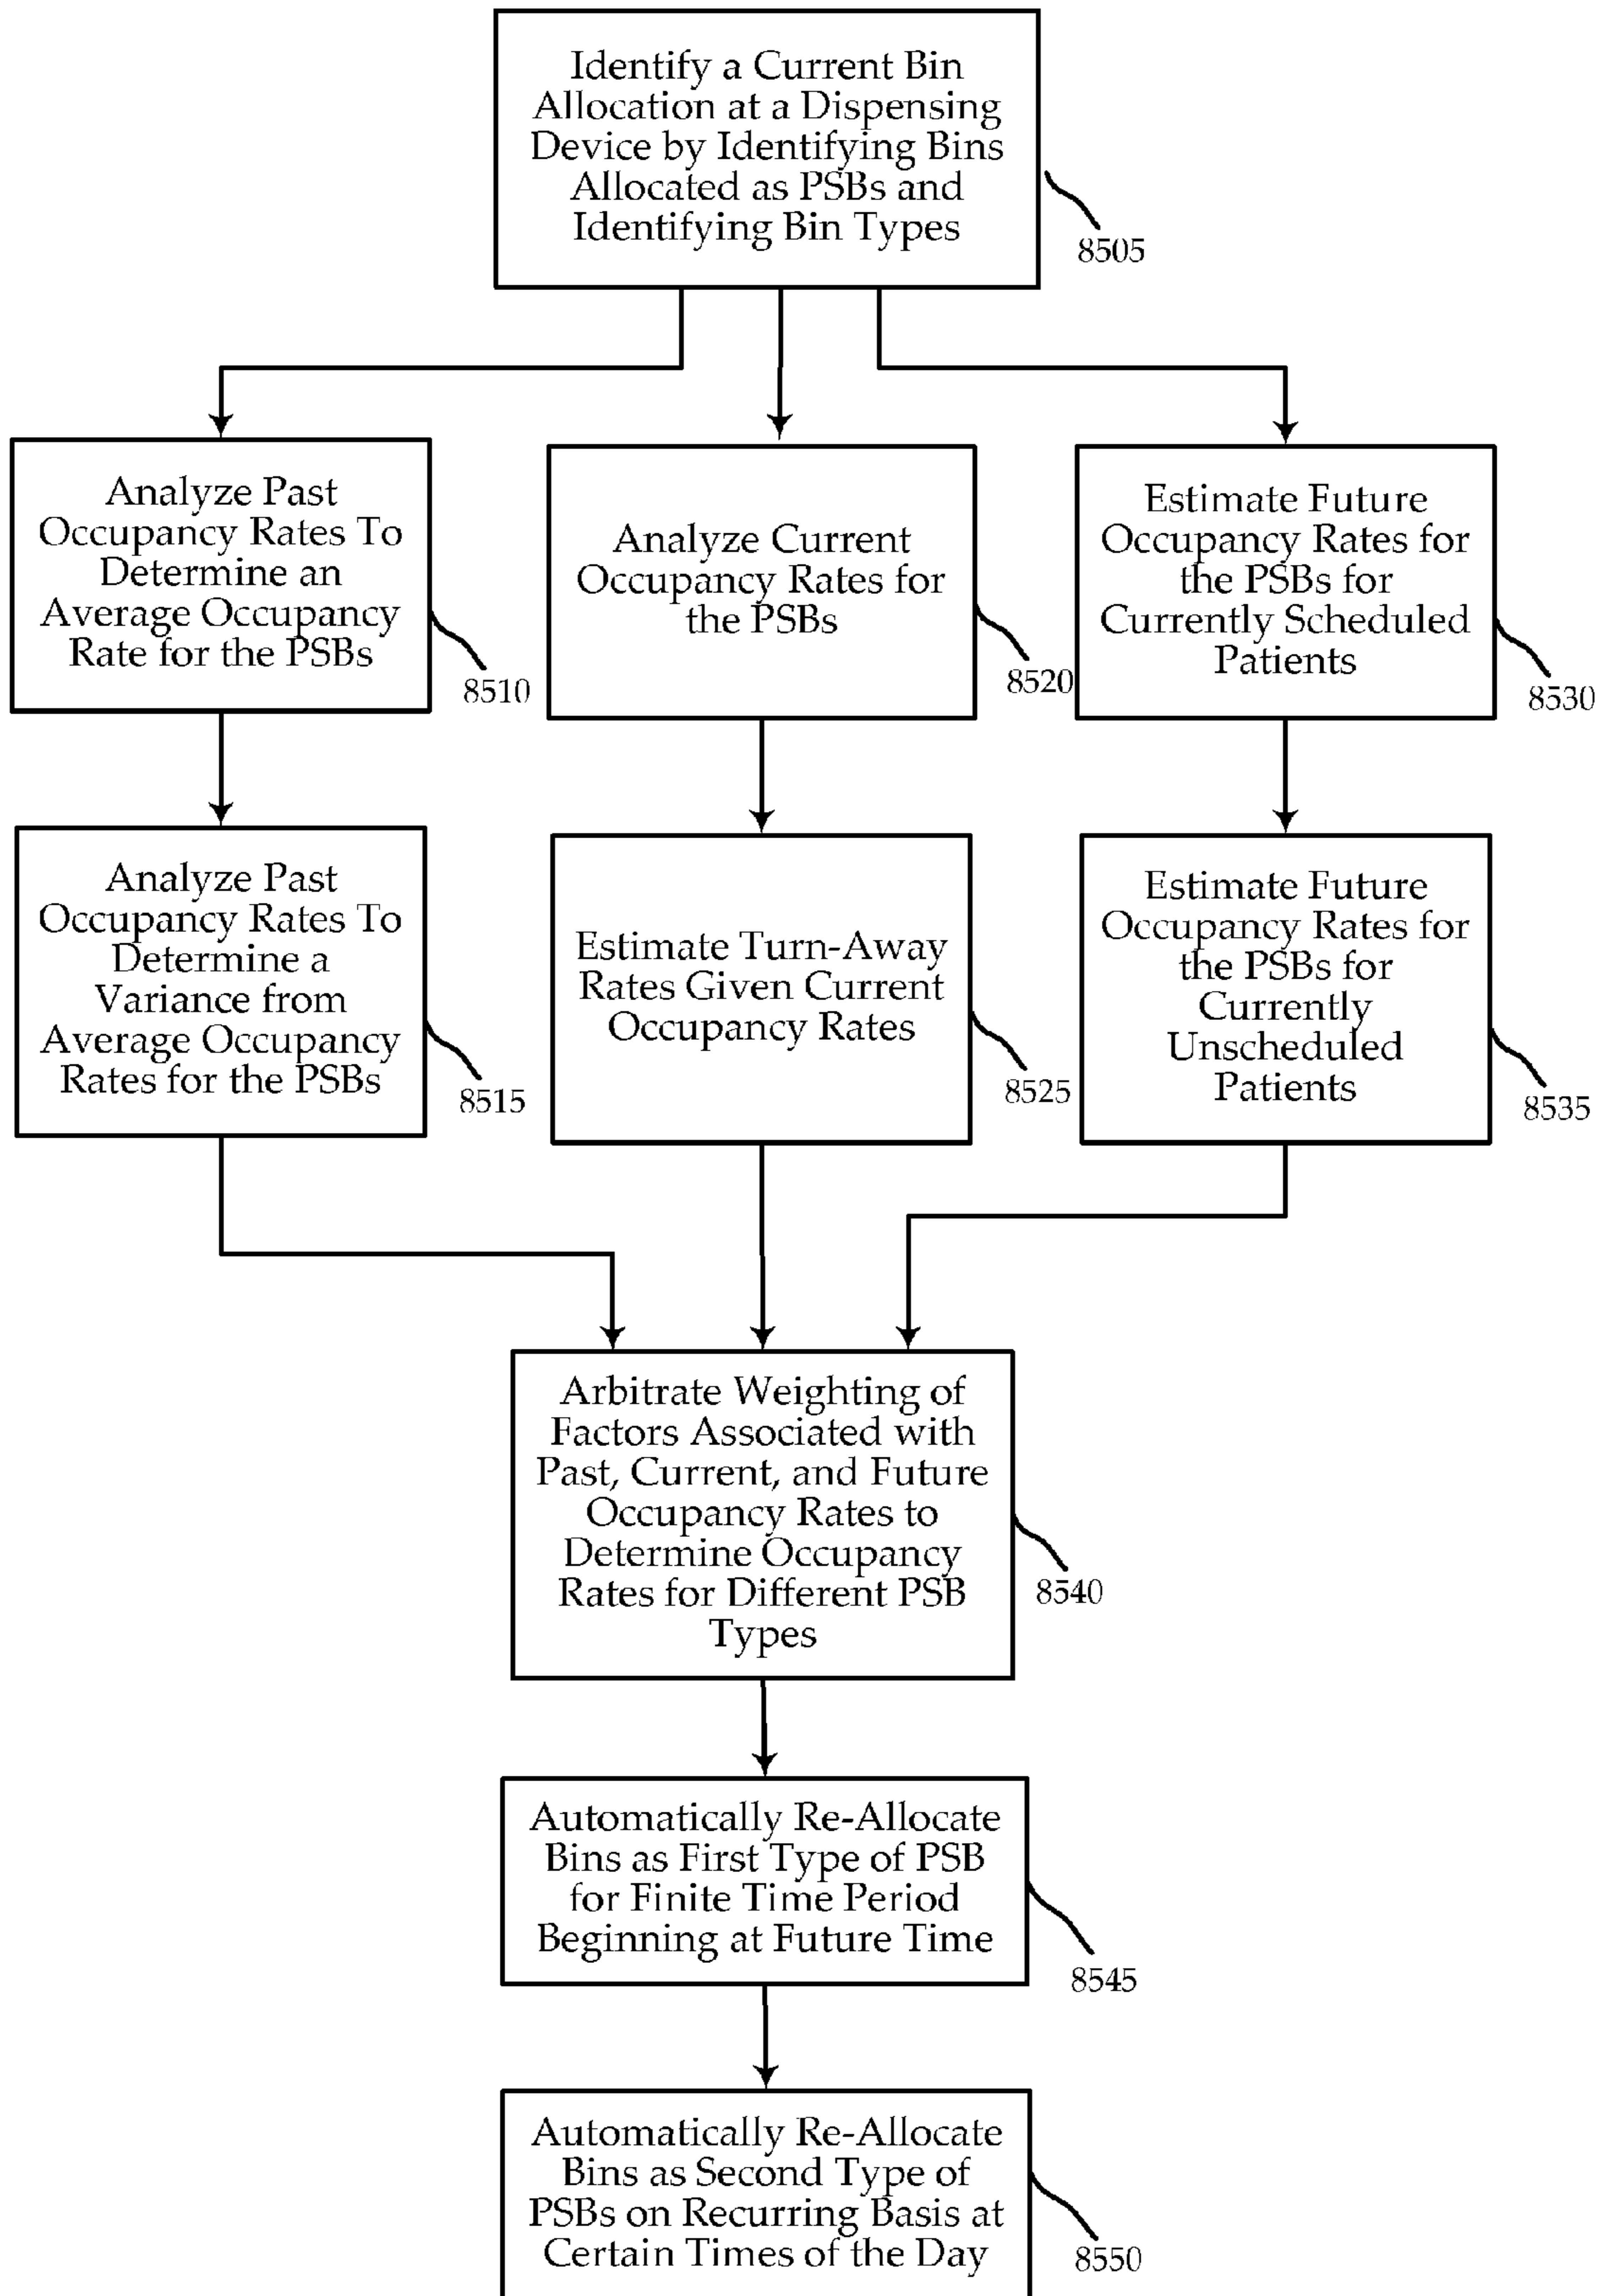 Identify a Current Bin
Allocation at a Dispensing
Device by Identifying Bins
Allocated as PSBs and
Identifying Bin Types
8505
Analyze Past
Occupancy Rates To
Determine an
Average Occupancy
Rate for the PSBs
8510
Analyze Current
Occupancy Rates for
the PSBs
8520
Estimate Future
Occupancy Rates for
the PSBs for
Currently Scheduled
Patients
8530
Analyze Past
Occupancy Rates To
Determine a
Variance from
Average Occupancy
Rates for the PSBs
8515
Estimate Turn-Away
Rates Given Current
Occupancy Rates
8525
Estimate Future
Occupancy Rates for
the PSBs for
Currently
Unscheduled
Patients
8535
Arbitrate Weighting of
Factors Associated with
Past, Current, and Future
Occupancy Rates to
Determine Occupancy
Rates for Different PSB
Types
8540
Automatically Re-Allocate
Bins as First Type of PSB
for Finite Time Period
Beginning at Future Time
8545
Automatically Re-Allocate
Bins as Second Type of
PSBs on Recurring Basis at
Certain Times of the Day
8550